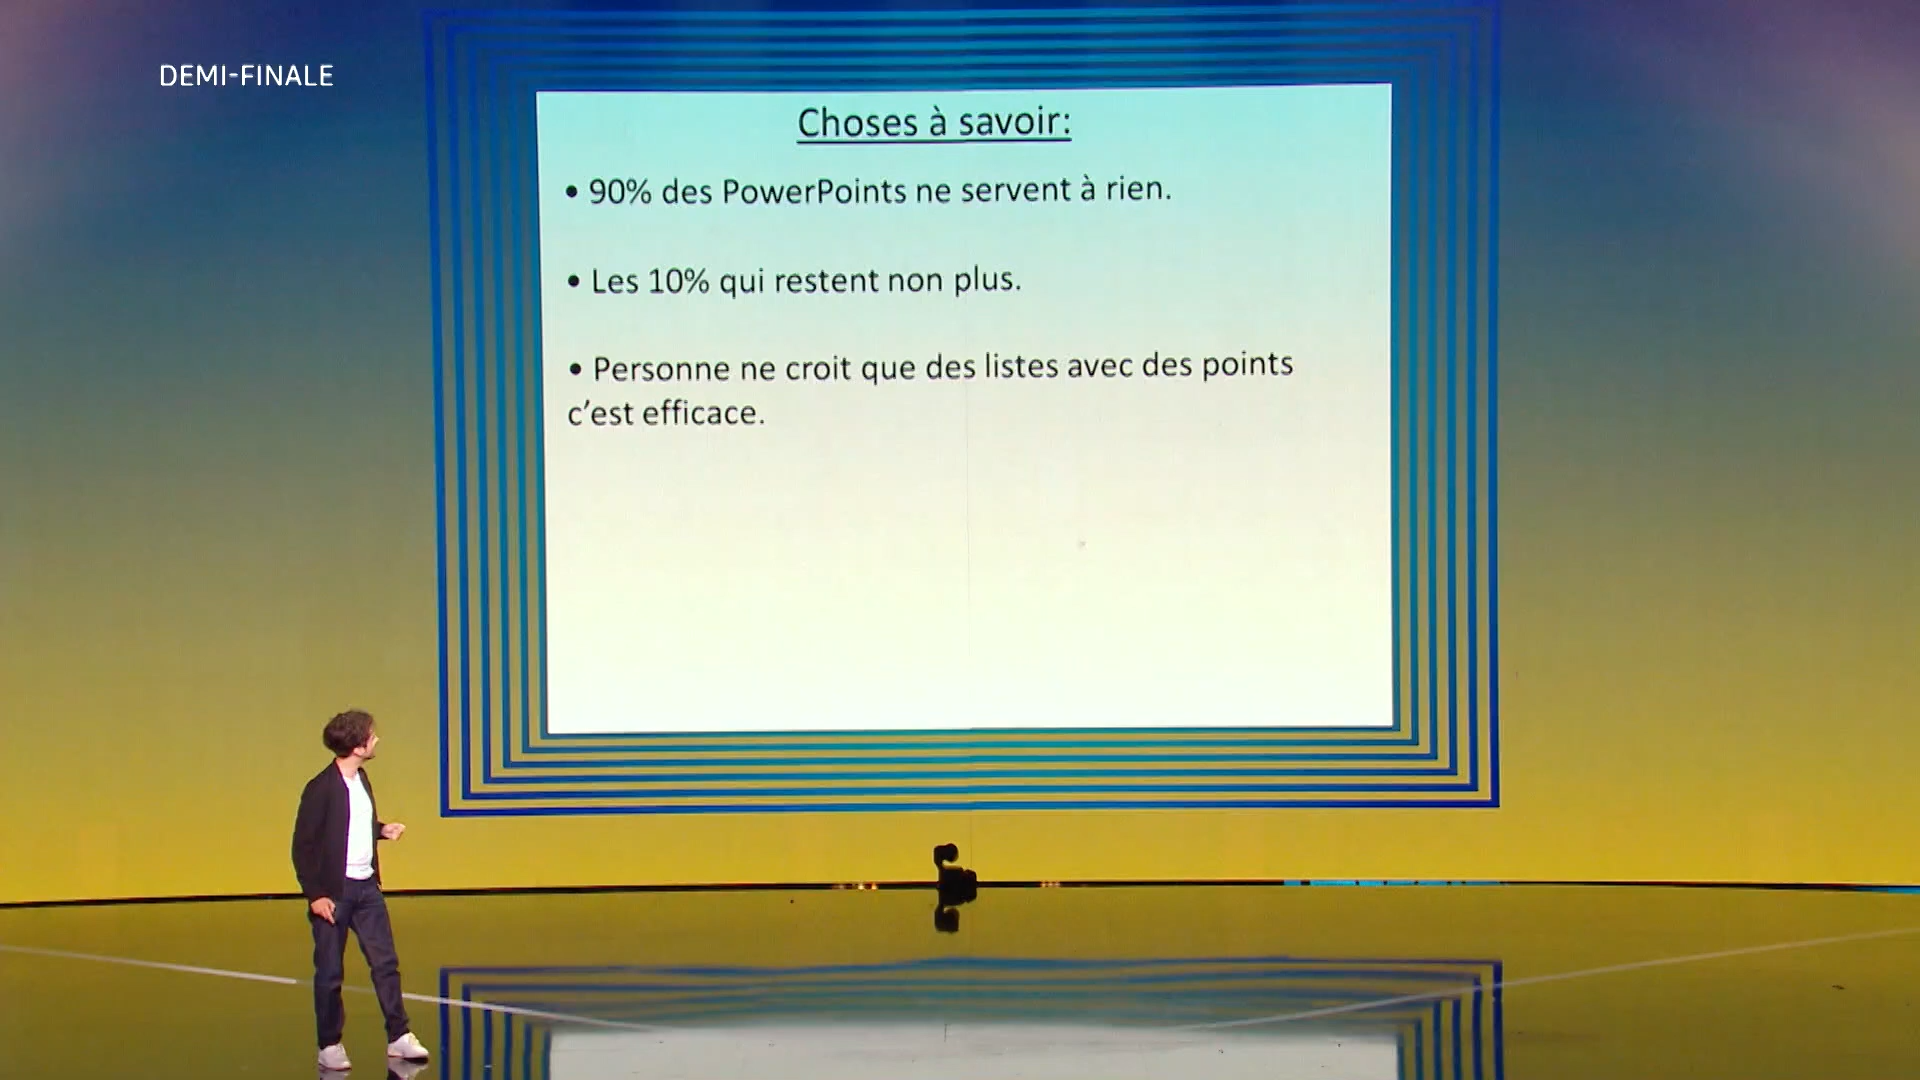 DEMI-FINALE
Choses à savoir:
• 90% des PowerPoints ne servent à rien.
• Les 10% qui restent non plus.
• Personne ne croit que des listes avec des points
c’est efficace.